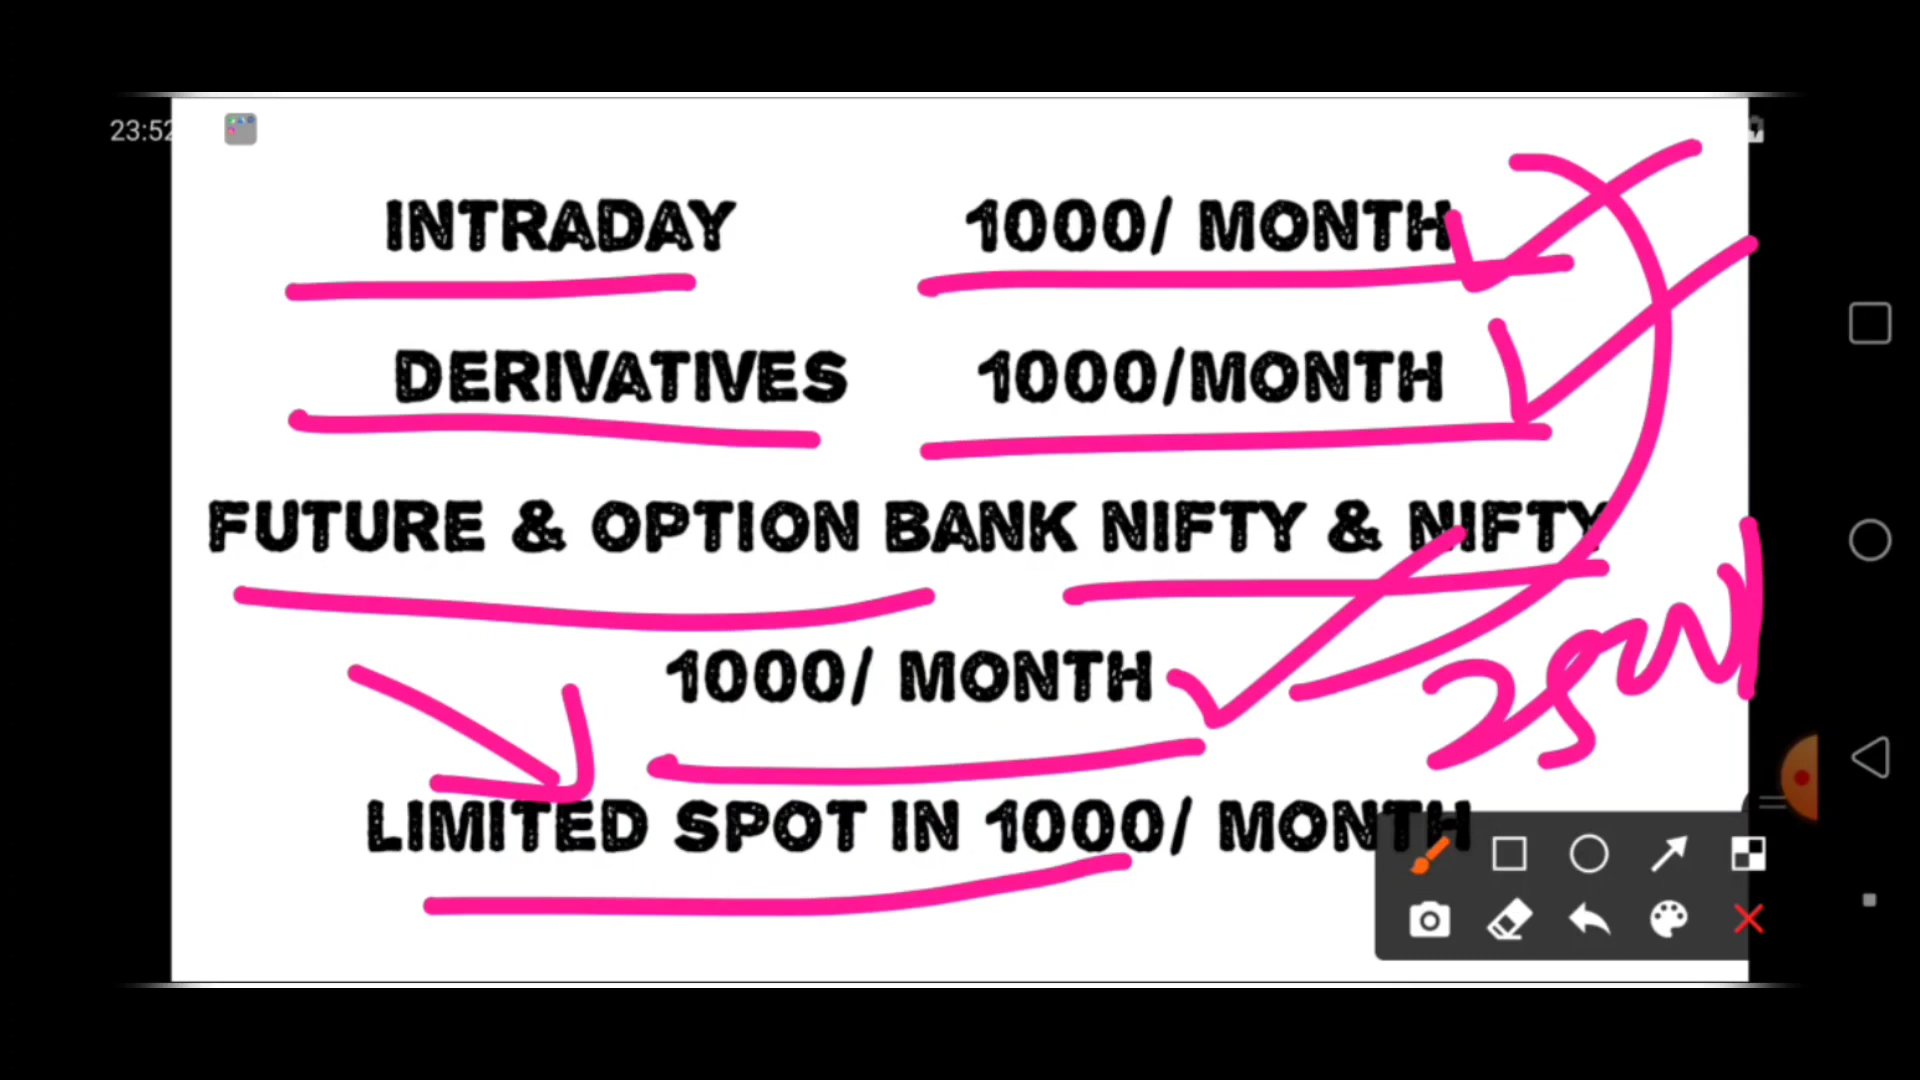 23:52
INTRADAY 1000/ MONTH
DERIVATIVES 1000/MONTH
FUTURE & OPTION BANK NIFTY & NIFTY
1000/ MONTH
LIMITED SPOT IN 1000/ MONTH